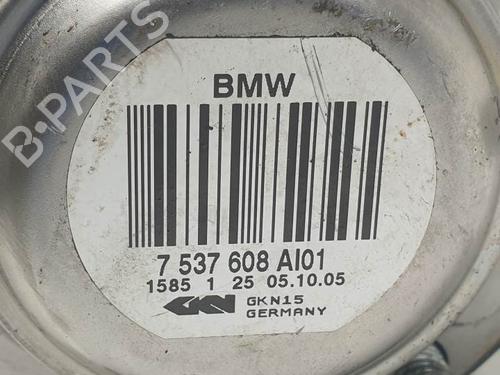 B-PARTS
BMW
7 537 608 AI01
1585 1 25 05.10.05
GKN GKN15
GERMANY